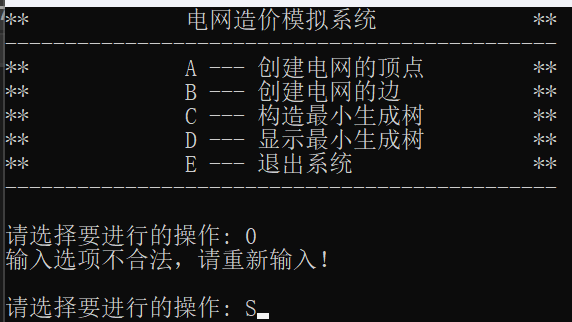 ** 电网造价模拟系统 **
----------------------------------------------
** A --- 创建电网的顶点 **
** B --- 创建电网的边 **
** C --- 构造最小生成树 **
** D --- 显示最小生成树 **
** E --- 退出系统 **
----------------------------------------------
请选择要进行的操作: 0
输入选项不合法, 请重新输入!
请选择要进行的操作: S